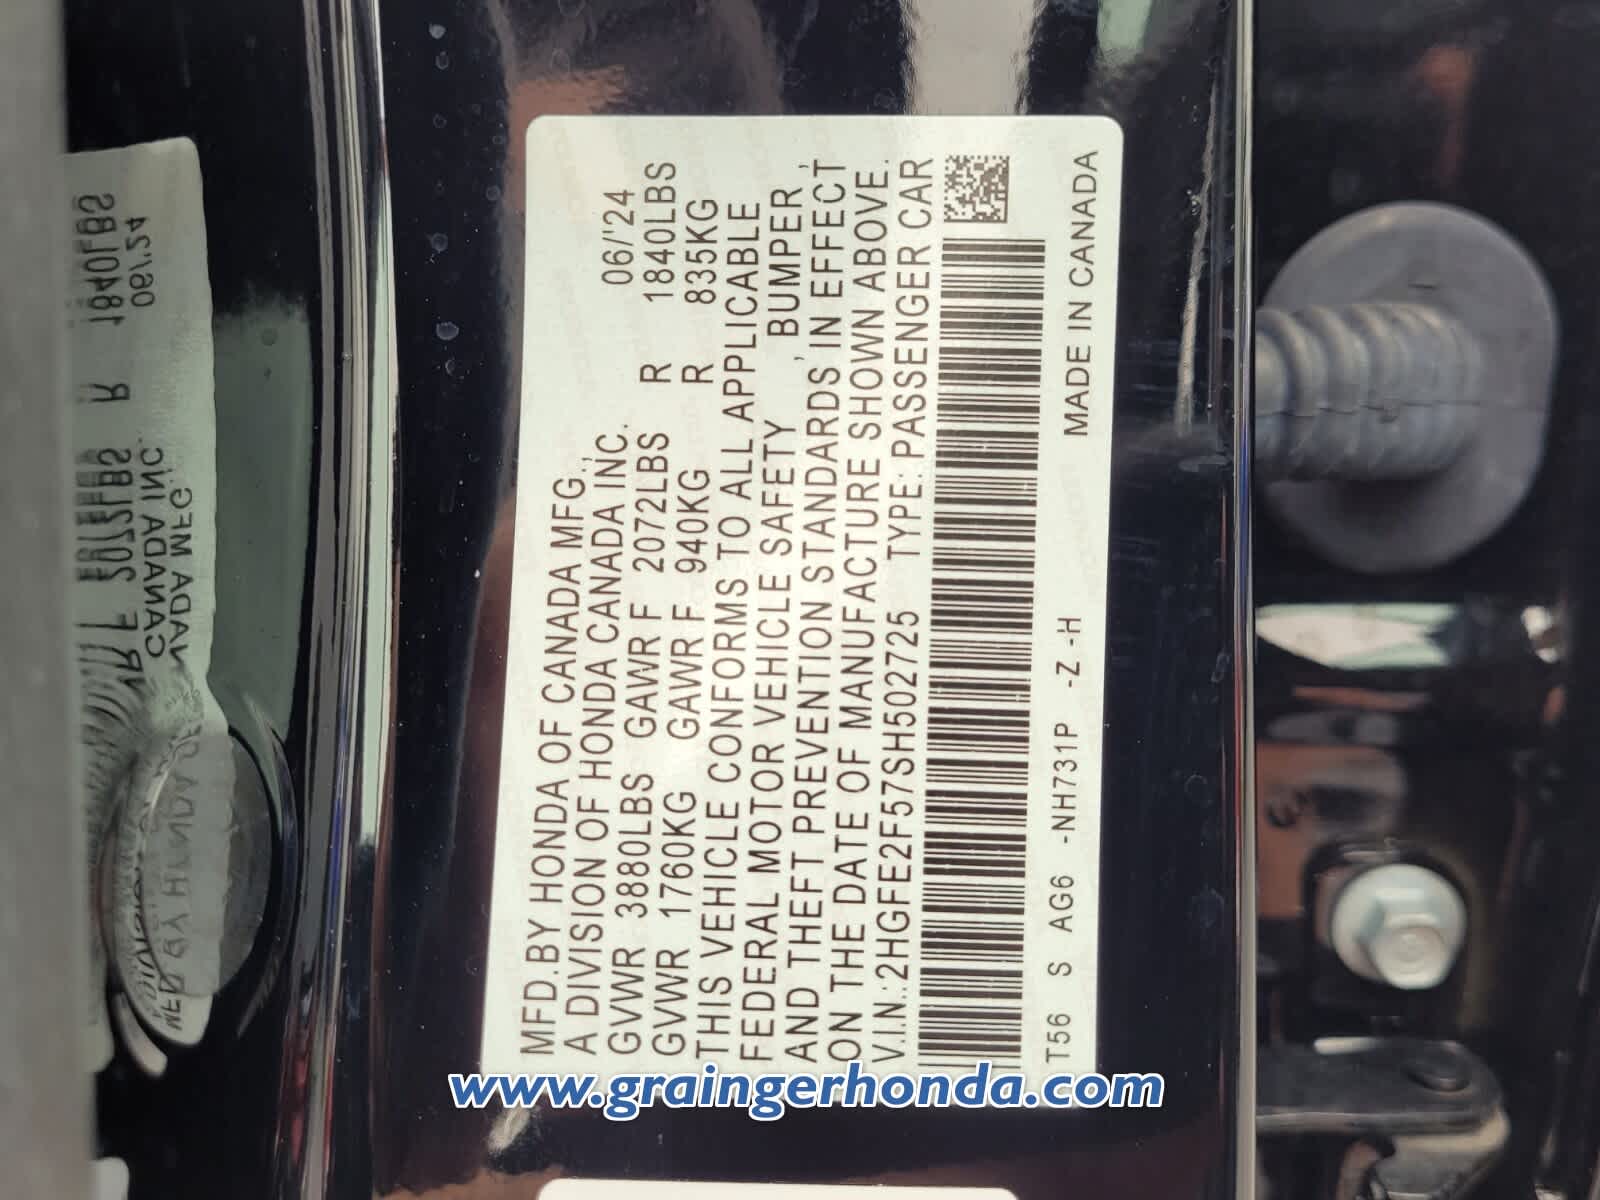 MFD.BY HONDA OF CANADA MFG.,
A DIVISION OF HONDA CANADA INC. 06/'24
GVWR 3880LBS GAWR F 2072LBS R 1840LBS
GVWR 1760KG GAWR F 940KG R 835KG
THIS VEHICLE CONFORMS TO ALL APPLICABLE
FEDERAL MOTOR VEHICLE SAFETY , BUMPER ,
AND THEFT PREVENTION STANDARDS IN EFFECT
ON THE DATE OF MANUFACTURE SHOWN ABOVE.
V.I.N.:2HGFE2F57SH502725 TYPE:PASSENGER CAR
T56 S AG6 -NH731P -Z -H MADE IN CANADA
www.graingerhonda.com